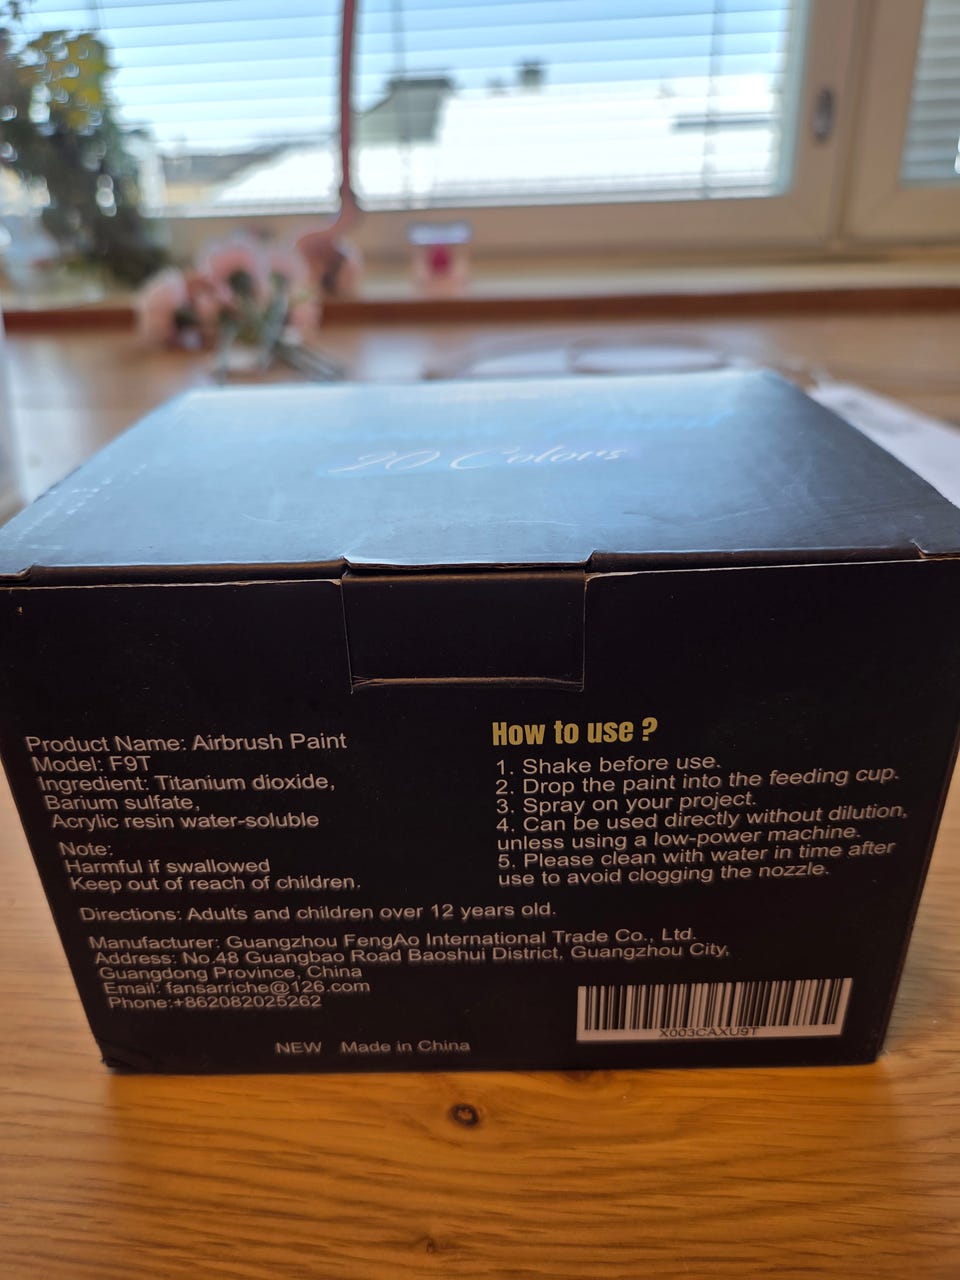 20 Colors
Product Name: Airbrush Paint
Model: F9T
Ingredient: Titanium dioxide,
Barium sulfate,
Acrylic resin water-soluble
Note:
Harmful if swallowed
Keep out of reach of children.
How to use ?
1. Shake before use.
2. Drop the paint into the feeding cup.
3. Spray on your project.
4. Can be used directly without dilution,
unless using a low-power machine.
5. Please clean with water in time after
use to avoid clogging the nozzle.
Directions: Adults and children over 12 years old.
Manufacturer: Guangzhou FengAo International Trade Co., Ltd.
Address: No.48 Guangbao Road Baoshui District, Guangzhou City,
Guangdong Province, China
Email: fansarriche@126.com
Phone:+862082025262
X003CAXU9T
NEW Made in China